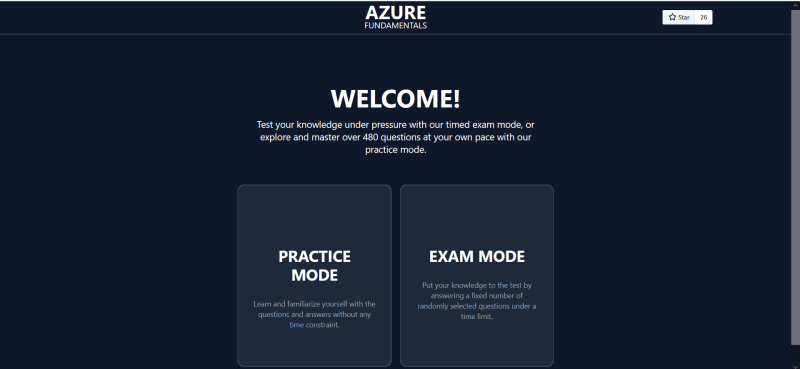 AZURE
FUNDAMENTALS
Star 26
WELCOME!
Test your knowledge under pressure with our timed exam mode, or
explore and master over 480 questions at your own pace with our
practice mode.
PRACTICE
MODE
Learn and familiarize yourself with the
questions and answers without any
time constraint.
EXAM MODE
Put your knowledge to the test by
answering a fixed number of
randomly selected questions under a
time limit.